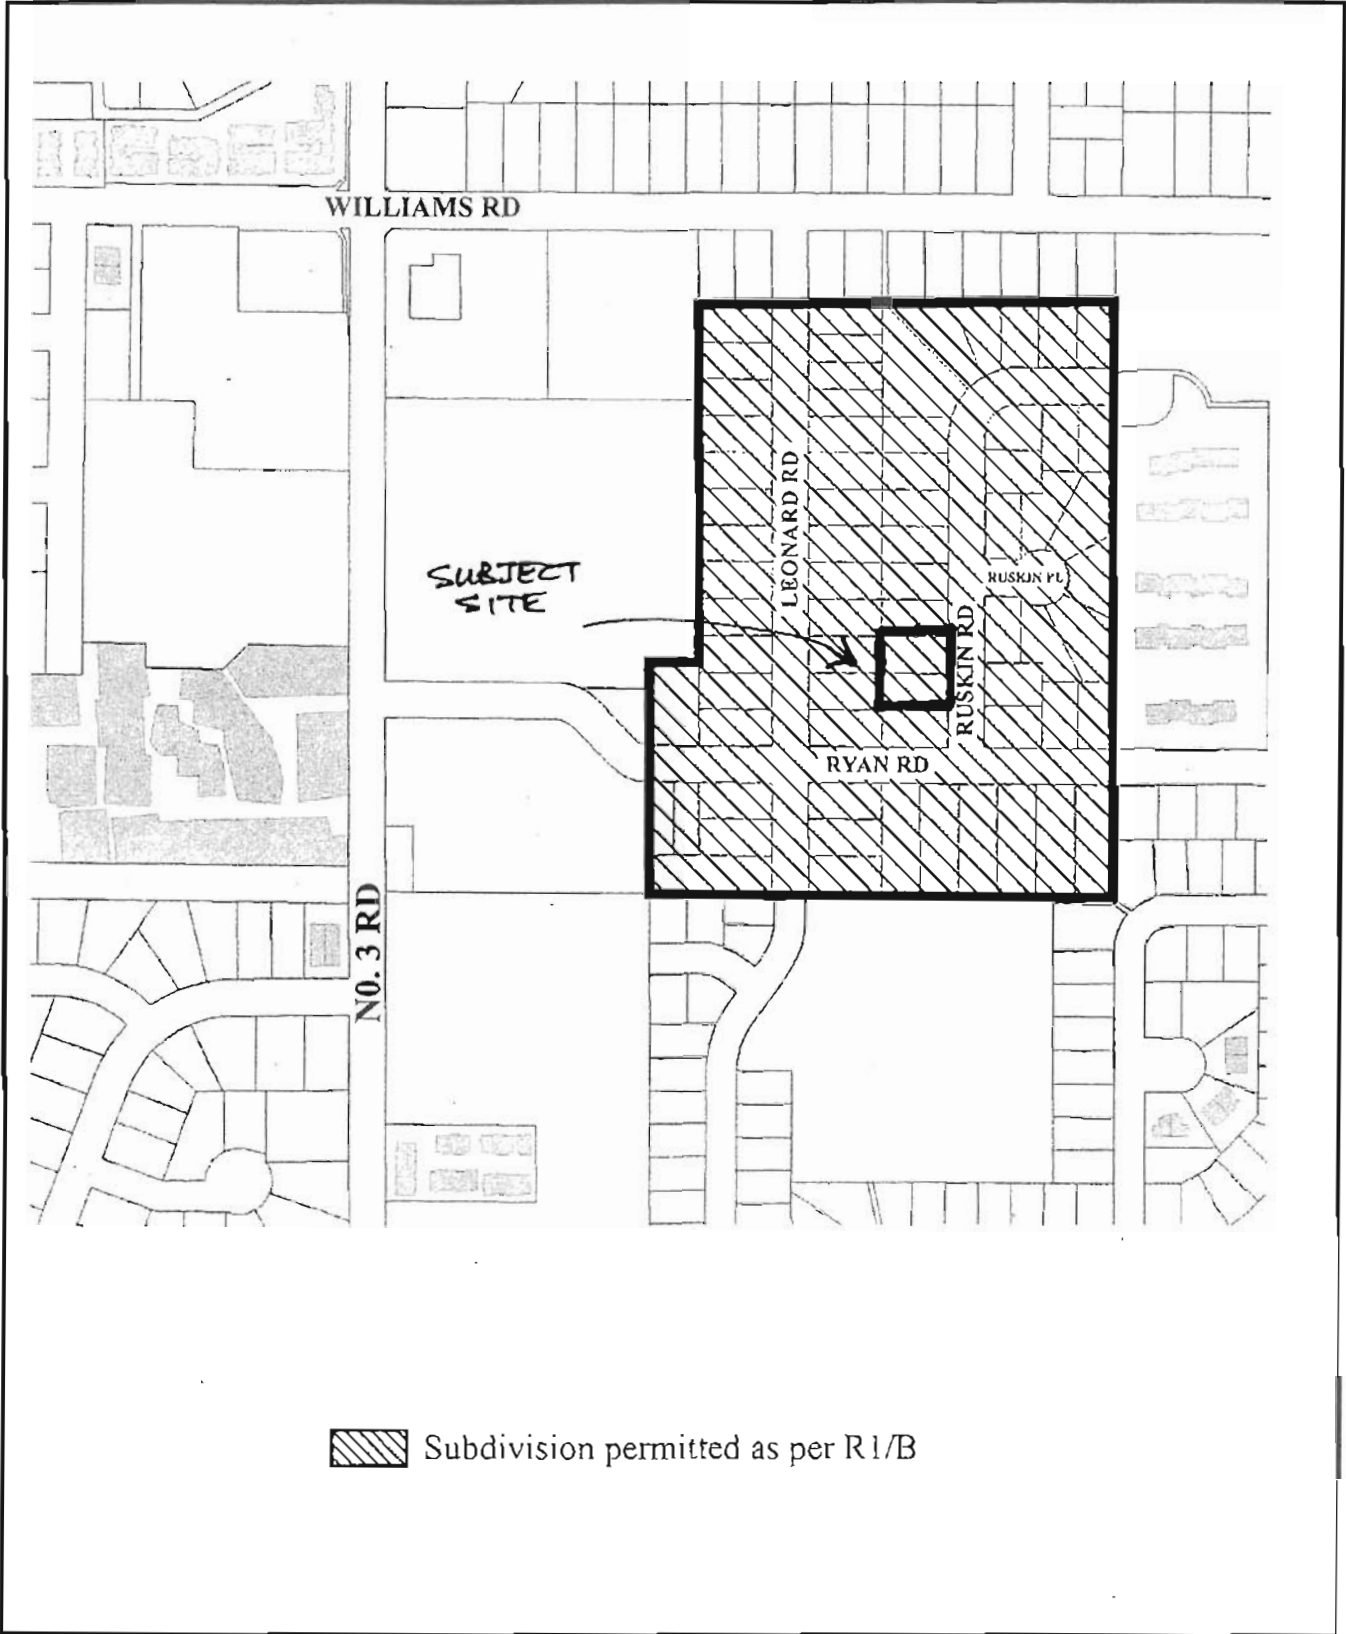 WILLIAMS RD
LEONARD RD
SUBJECT
SITE
RUSKIN PL
RUSKIN RD
RYAN RD
NO. 3 RD
Subdivision permitted as per R1/B